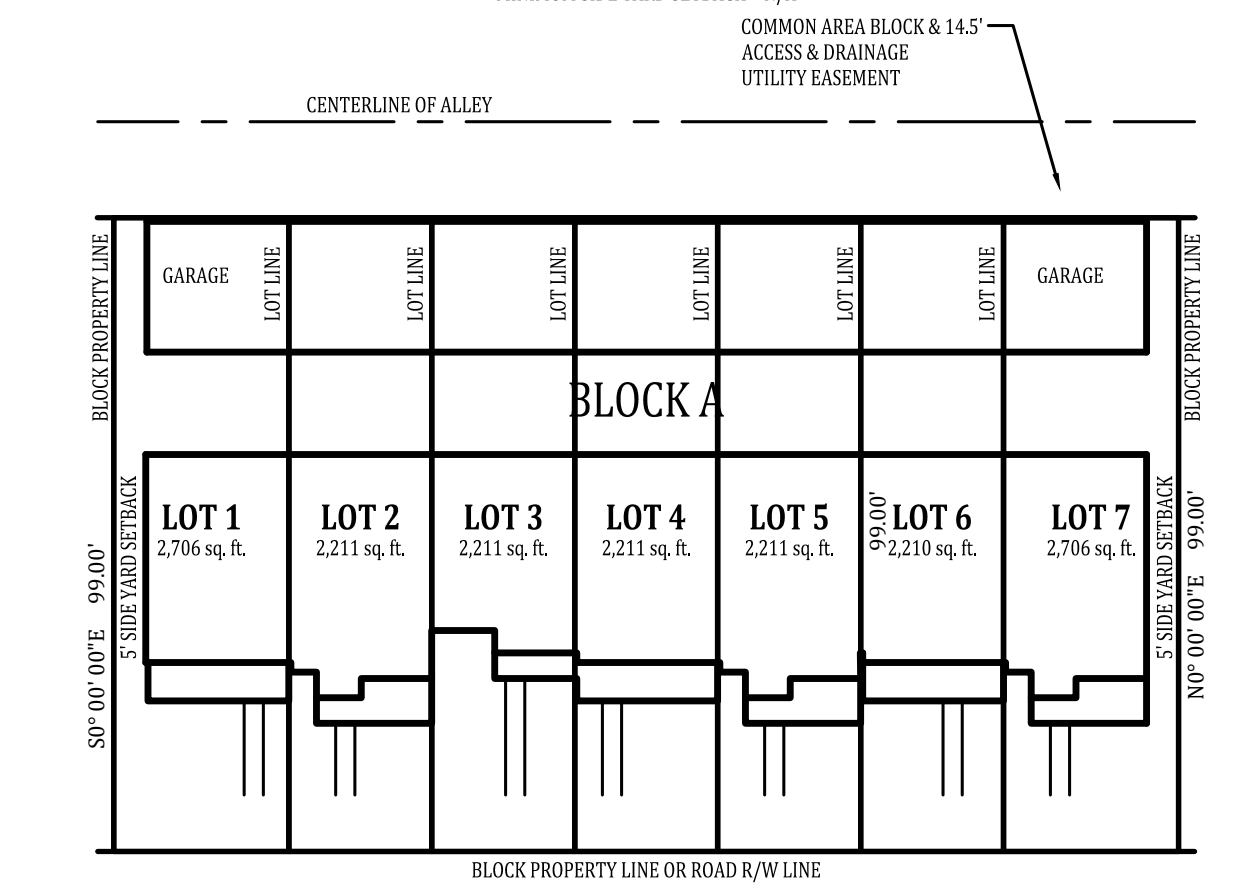 COMMON AREA BLOCK & 14.5'
ACCESS & DRAINAGE
UTILITY EASEMENT
CENTERLINE OF ALLEY
BLOCK PROPERTY LINE
GARAGE
LOT LINE
LOT LINE
LOT LINE
LOT LINE
LOT LINE
LOT LINE
GARAGE
BLOCK PROPERTY LINE
BLOCK A
5' SIDE YARD SETBACK
S0° 00' 00"E 99.00'
LOT 1
2,706 sq. ft.
LOT 2
2,211 sq. ft.
LOT 3
2,211 sq. ft.
LOT 4
2,211 sq. ft.
LOT 5
2,211 sq. ft.
99.00'
LOT 6
2,210 sq. ft.
LOT 7
2,706 sq. ft.
5' SIDE YARD SETBACK
N0° 00' 00"E 99.00'
BLOCK PROPERTY LINE OR ROAD R/W LINE